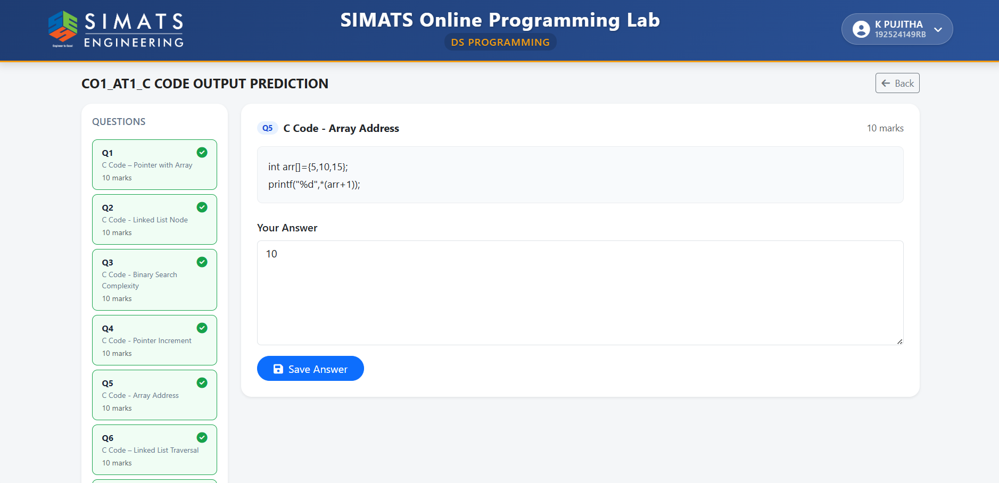 SIMATS
ENGINEERING
Engineer to Excel
SIMATS Online Programming Lab
DS PROGRAMMING
K PUJITHA
192524149RB
CO1_AT1_C CODE OUTPUT PREDICTION
Back
QUESTIONS
Q1
C Code – Pointer with Array
10 marks
Q2
C Code - Linked List Node
10 marks
Q3
C Code - Binary Search
Complexity
10 marks
Q4
C Code - Pointer Increment
10 marks
Q5
C Code - Array Address
10 marks
Q6
C Code – Linked List Traversal
10 marks
Q5 C Code - Array Address
10 marks
int arr[]={5,10,15};
printf("%d",*(arr+1));
Your Answer
10
Save Answer